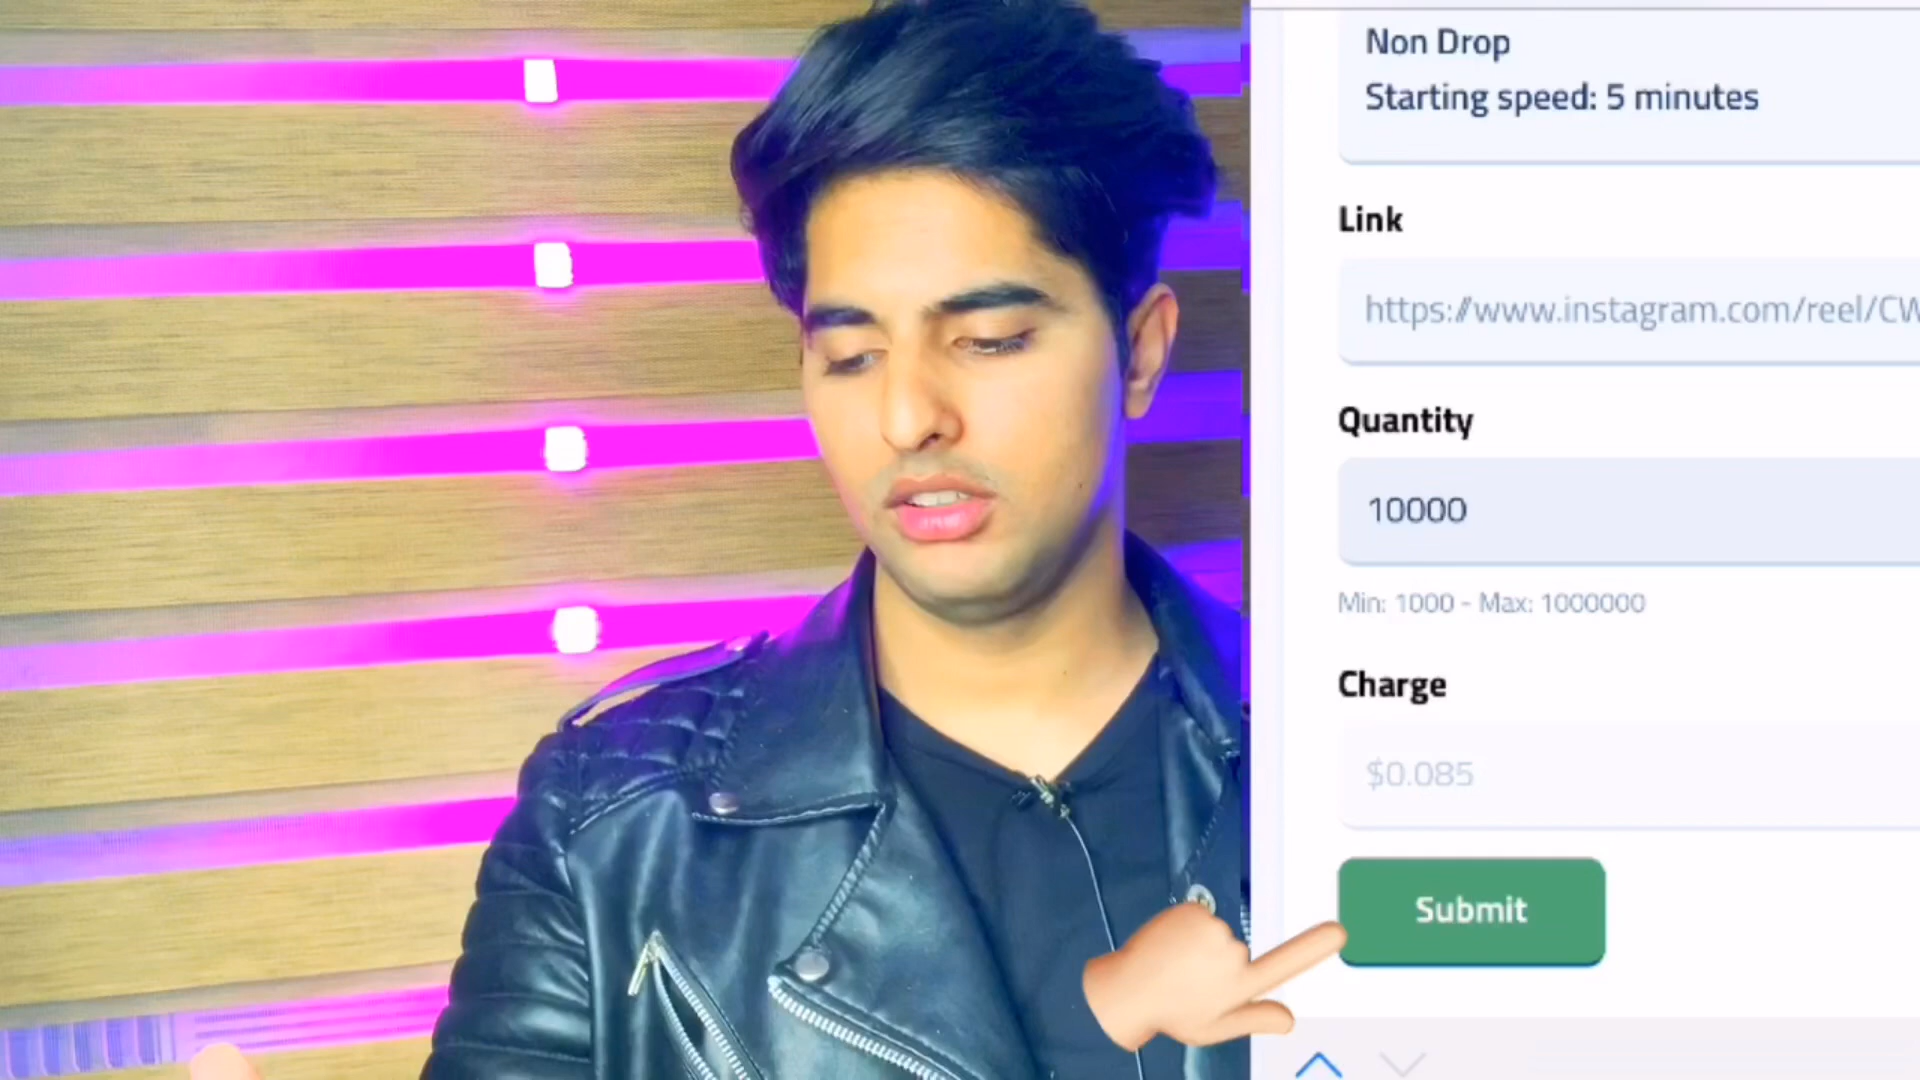 Non Drop
Starting speed: 5 minutes
Link
https://www.instagram.com/reel/CW
Quantity
10000
Min: 1000 - Max: 1000000
Charge
$0.085
Submit